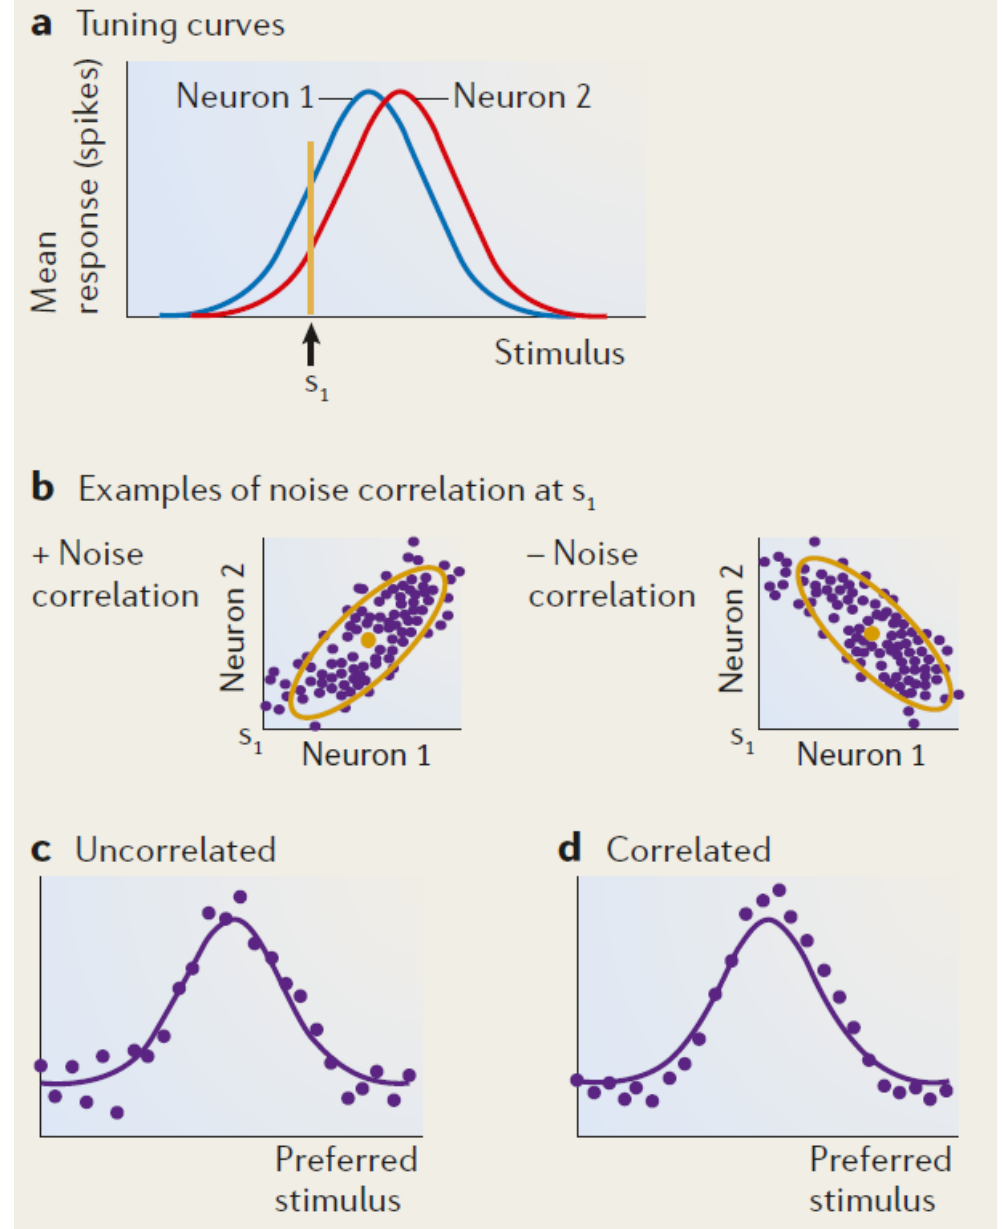 a Tuning curves
Mean
response (spikes)
Neuron 1
Neuron 2
Stimulus
s1
b Examples of noise correlation at s1
+ Noise
correlation
Neuron 2
s1
Neuron 1
– Noise
correlation
Neuron 2
s1
Neuron 1
c Uncorrelated
Preferred
stimulus
d Correlated
Preferred
stimulus